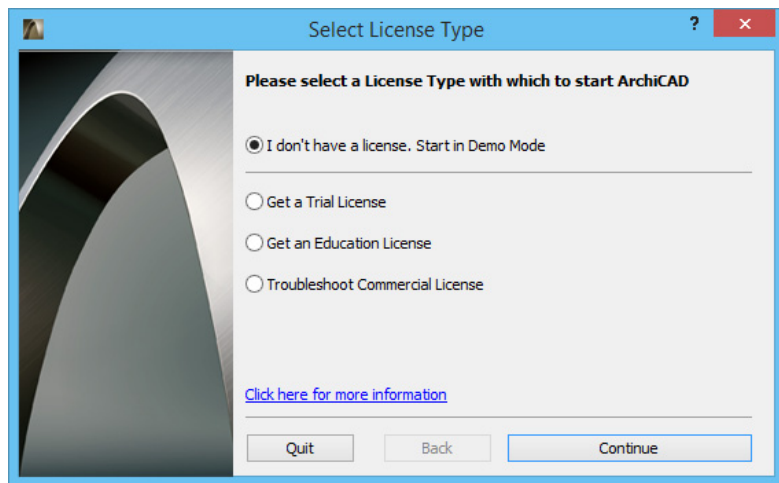 Select License Type
?
Please select a License Type with which to start ArchiCAD
I don't have a license. Start in Demo Mode
Get a Trial License
Get an Education License
Troubleshoot Commercial License
Click here for more information
Quit Back Continue